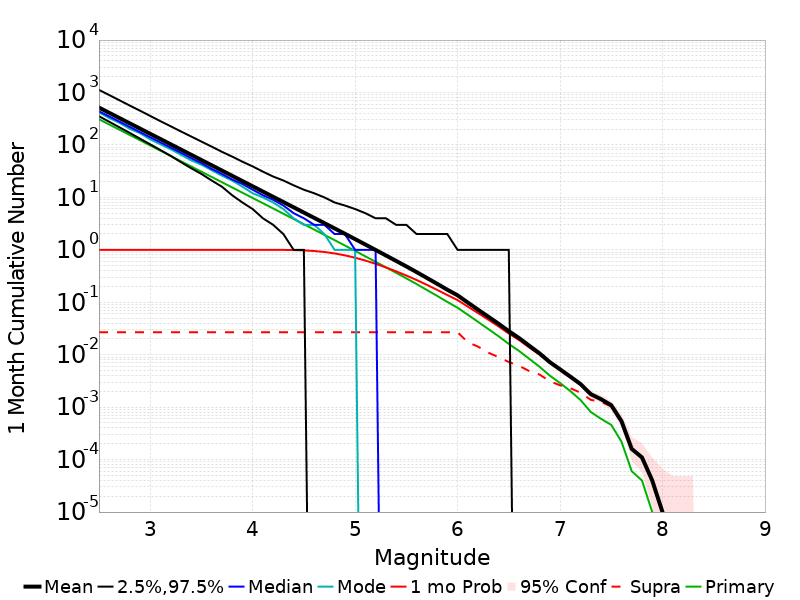 1 Month Cumulative Number
10^4
10^3
10^2
10^1
10^0
10^-1
10^-2
10^-3
10^-4
10^-5
3 4 5 6 7 8 9
Magnitude
Mean 2.5%,97.5% Median Mode 1 mo Prob 95% Conf Supra Primary